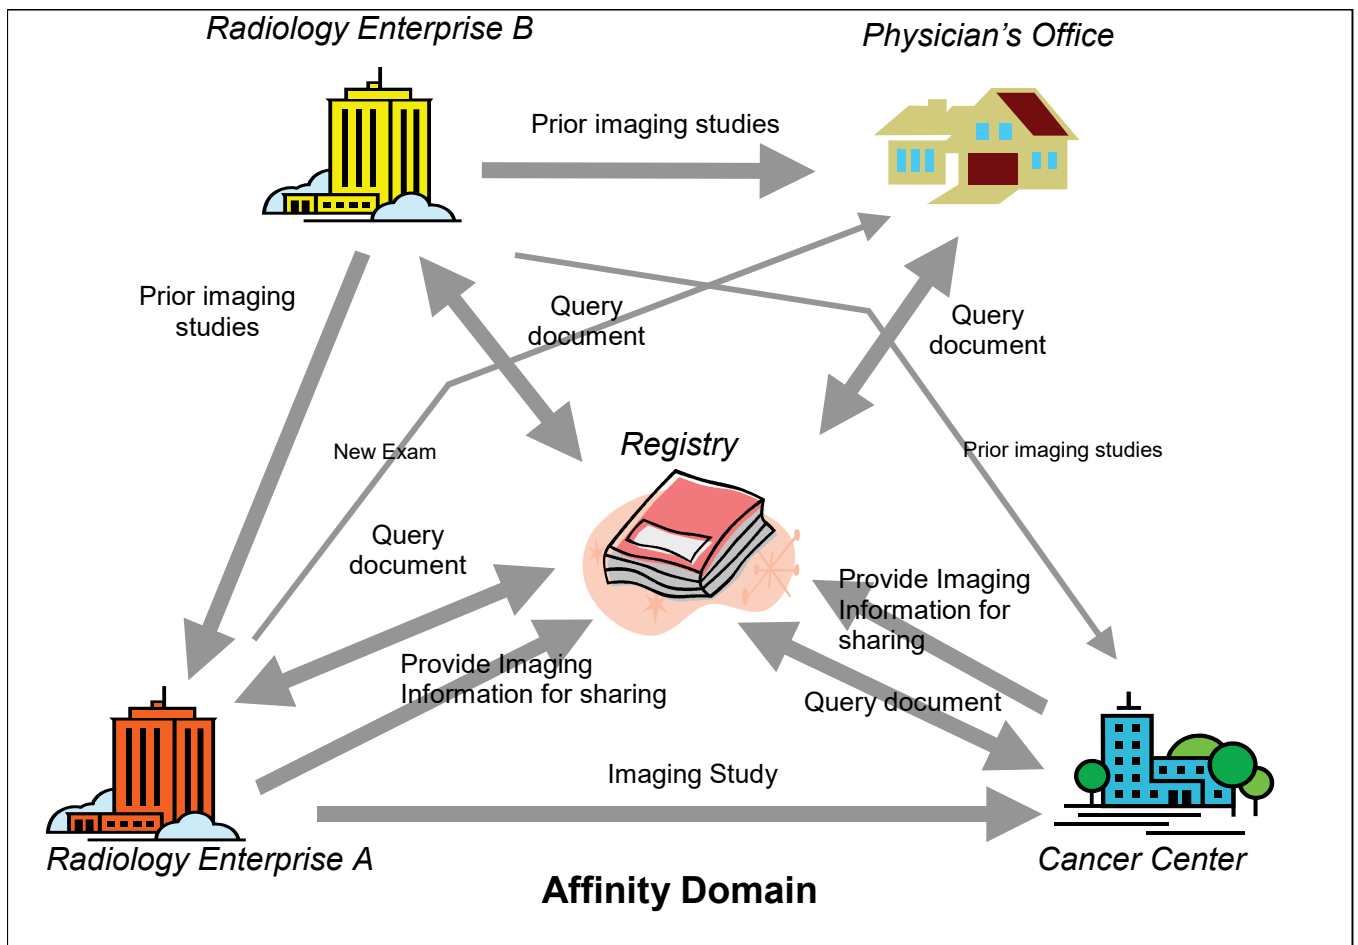 Radiology Enterprise B
Physician's Office
Prior imaging studies
Prior imaging
studies
Query
document
Query
document
New Exam
Registry
Prior imaging studies
Query
document
Provide Imaging
Information for
sharing
Provide Imaging
Information for sharing
Query document
Imaging Study
Radiology Enterprise A
Cancer Center
Affinity Domain